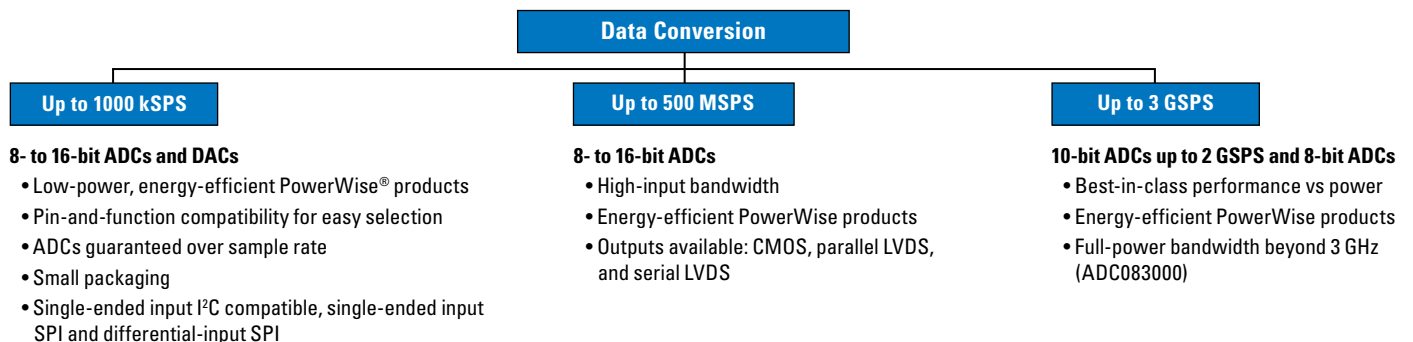 Data Conversion
Up to 1000 kSPS
8- to 16-bit ADCs and DACs
• Low-power, energy-efficient PowerWise® products
• Pin-and-function compatibility for easy selection
• ADCs guaranteed over sample rate
• Small packaging
• Single-ended input I²C compatible, single-ended input
SPI and differential-input SPI
Up to 500 MSPS
8- to 16-bit ADCs
• High-input bandwidth
• Energy-efficient PowerWise products
• Outputs available: CMOS, parallel LVDS,
and serial LVDS
Up to 3 GSPS
10-bit ADCs up to 2 GSPS and 8-bit ADCs
• Best-in-class performance vs power
• Energy-efficient PowerWise products
• Full-power bandwidth beyond 3 GHz
(ADC083000)